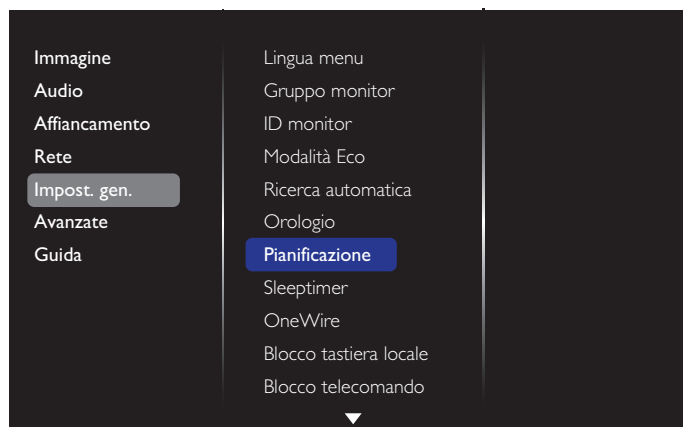 Immagine
Audio
Affiancamento
Rete
Impost. gen.
Avanzate
Guida
Lingua menu
Gruppo monitor
ID monitor
Modalità Eco
Ricerca automatica
Orologio
Pianificazione
Sleeptimer
OneWire
Blocco tastiera locale
Blocco telecomando